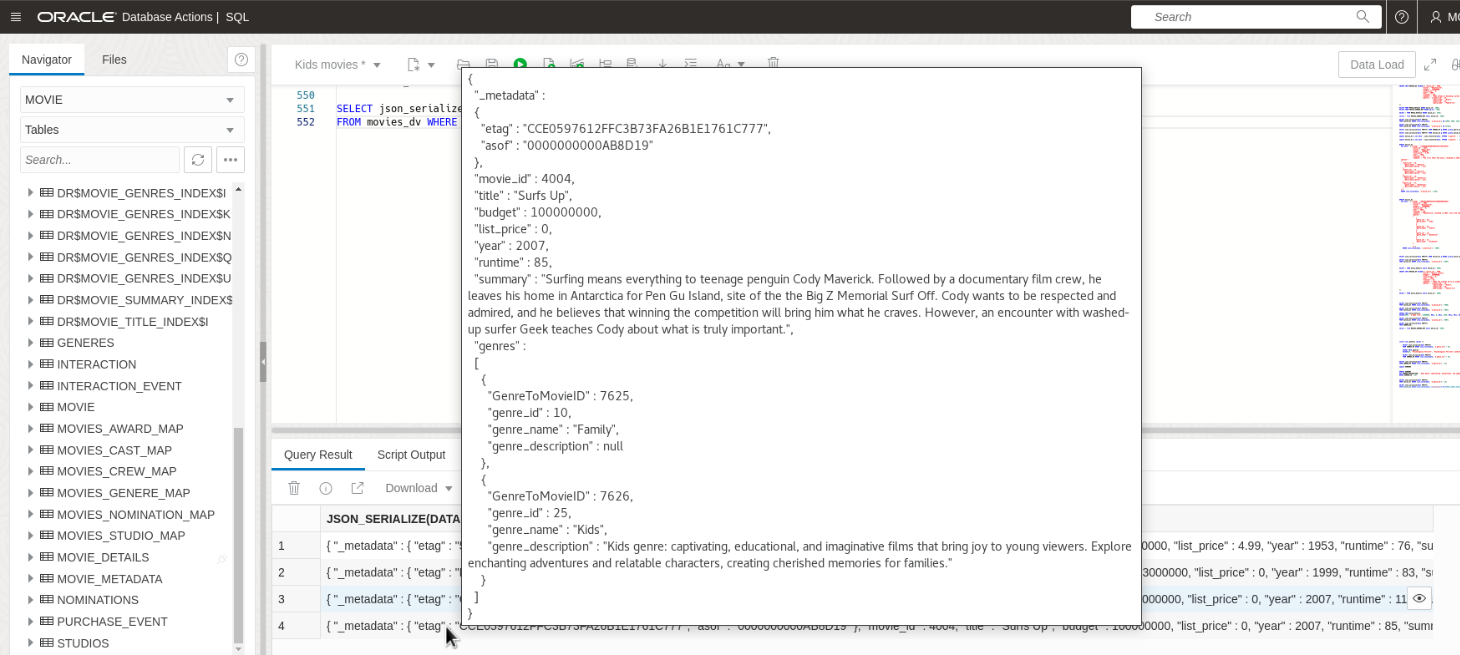 ORACLE Database Actions | SQL
Search
Navigator
Files
Kids movies *
Aa
Data Load
MOVIE
Tables
Search...
DR$MOVIE_GENRES_INDEX$I
DR$MOVIE_GENRES_INDEX$K
DR$MOVIE_GENRES_INDEX$N
DR$MOVIE_GENRES_INDEX$Q
DR$MOVIE_GENRES_INDEX$U
DR$MOVIE_SUMMARY_INDEX$
DR$MOVIE_TITLE_INDEX$I
GENERES
INTERACTION
INTERACTION_EVENT
MOVIE
MOVIES_AWARD_MAP
MOVIES_CAST_MAP
MOVIES_CREW_MAP
MOVIES_GENERE_MAP
MOVIES_NOMINATION_MAP
MOVIES_STUDIO_MAP
MOVIE_DETAILS
MOVIE_METADATA
NOMINATIONS
PURCHASE_EVENT
STUDIOS
550
551 SELECT json_serialize
552 FROM movies_dv WHERE
{
"_metadata" :
{
"etag" : "CCE0597612FFC3B73FA26B1E1761C777",
"asof" : "0000000000AB8D19"
},
"movie_id" : 4004,
"title" : "Surfs Up",
"budget" : 100000000,
"list_price" : 0,
"year" : 2007,
"runtime" : 85,
"summary" : "Surfing means everything to teenage penguin Cody Maverick. Followed by a documentary film crew, he
leaves his home in Antarctica for Pen Gu Island, site of the the Big Z Memorial Surf Off. Cody wants to be respected and
admired, and he believes that winning the competition will bring him what he craves. However, an encounter with washed-
up surfer Geek teaches Cody about what is truly important.",
"genres" :
[
{
"GenreToMovieID" : 7625,
"genre_id" : 10,
"genre_name" : "Family",
"genre_description" : null
},
{
"GenreToMovieID" : 7626,
"genre_id" : 25,
"genre_name" : "Kids",
"genre_description" : "Kids genre: captivating, educational, and imaginative films that bring joy to young viewers. Explore
enchanting adventures and relatable characters, creating cherished memories for families."
}
]
}
Query Result
Script Output
Download
JSON_SERIALIZE(DATA
1 { "_metadata" : { "etag" : 0000, "list_price" : 4.99, "year" : 1953, "runtime" : 76, "su
2 { "_metadata" : { "etag" : 3000000, "list_price" : 0, "year" : 1999, "runtime" : 83, "su
3 { "_metadata" : { "etag" : 00000, "list_price" : 0, "year" : 2007, "runtime" : 11
4 { "_metadata" : { "etag" : "CCE0597612FFC3B73FA26B1E1761C777", "asof" : "0000000000AB8D19" }, "movie_id" : 4004, "title" : "Surfs Up", "budget" : 100000000, "list_price" : 0, "year" : 2007, "runtime" : 85, "sumr